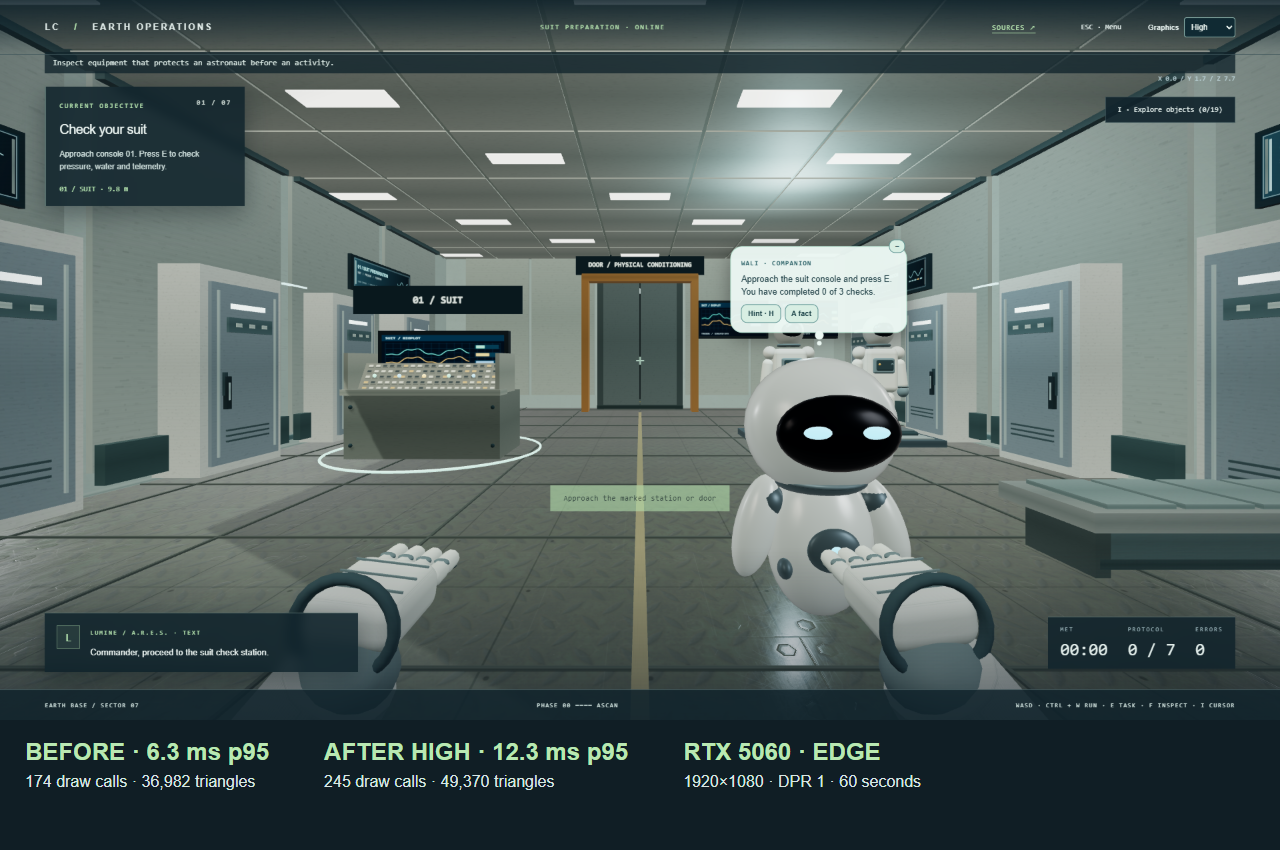 LC / EARTH OPERATIONS
SUIT PREPARATION · ONLINE
SOURCES ↗
ESC · Menu
Graphics
High
Inspect equipment that protects an astronaut before an activity.
X 0.0 / Y 1.7 / Z 7.7
CURRENT OBJECTIVE
01 / 07
Check your suit
Approach console 01. Press E to check
pressure, water and telemetry.
01 / SUIT · 9.8 m
I · Explore objects (0/19)
DOOR / PHYSICAL CONDITIONING
01 / SUIT
WALI · COMPANION
Approach the suit console and press E.
You have completed 0 of 3 checks.
Hint · H
A fact
Approach the marked station or door
L
LUMINE / A.R.E.S. · TEXT
Commander, proceed to the suit check station.
MET
PROTOCOL
ERRORS
00:00
0 / 7
0
EARTH BASE / SECTOR 07
PHASE 00 ──── ASCAN
WASD · CTRL + W RUN · E TASK · F INSPECT · I CURSOR
BEFORE · 6.3 ms p95
174 draw calls · 36,982 triangles
AFTER HIGH · 12.3 ms p95
245 draw calls · 49,370 triangles
RTX 5060 · EDGE
1920×1080 · DPR 1 · 60 seconds